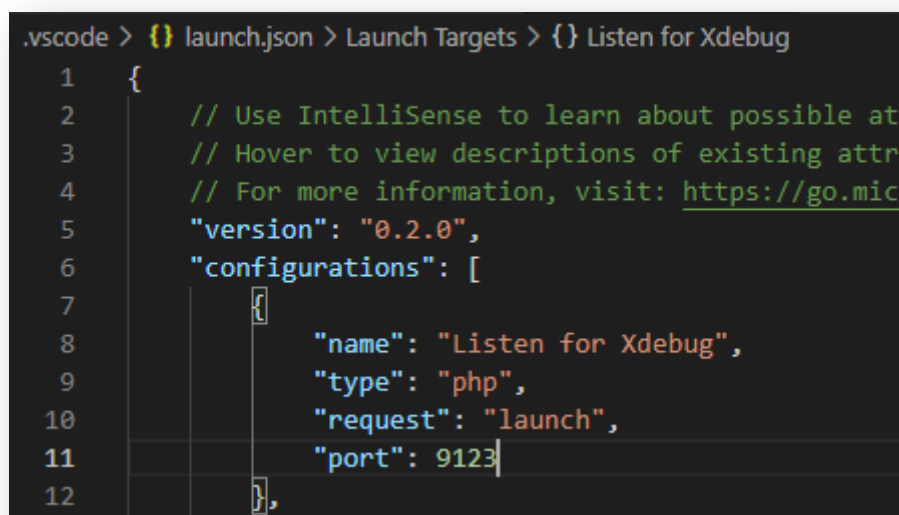 .vscode > {} launch.json > Launch Targets > {} Listen for Xdebug
1 {
2 // Use IntelliSense to learn about possible at
3 // Hover to view descriptions of existing attr
4 // For more information, visit: https://go.mic
5 "version": "0.2.0",
6 "configurations": [
7 {
8 "name": "Listen for Xdebug",
9 "type": "php",
10 "request": "launch",
11 "port": 9123
12 },